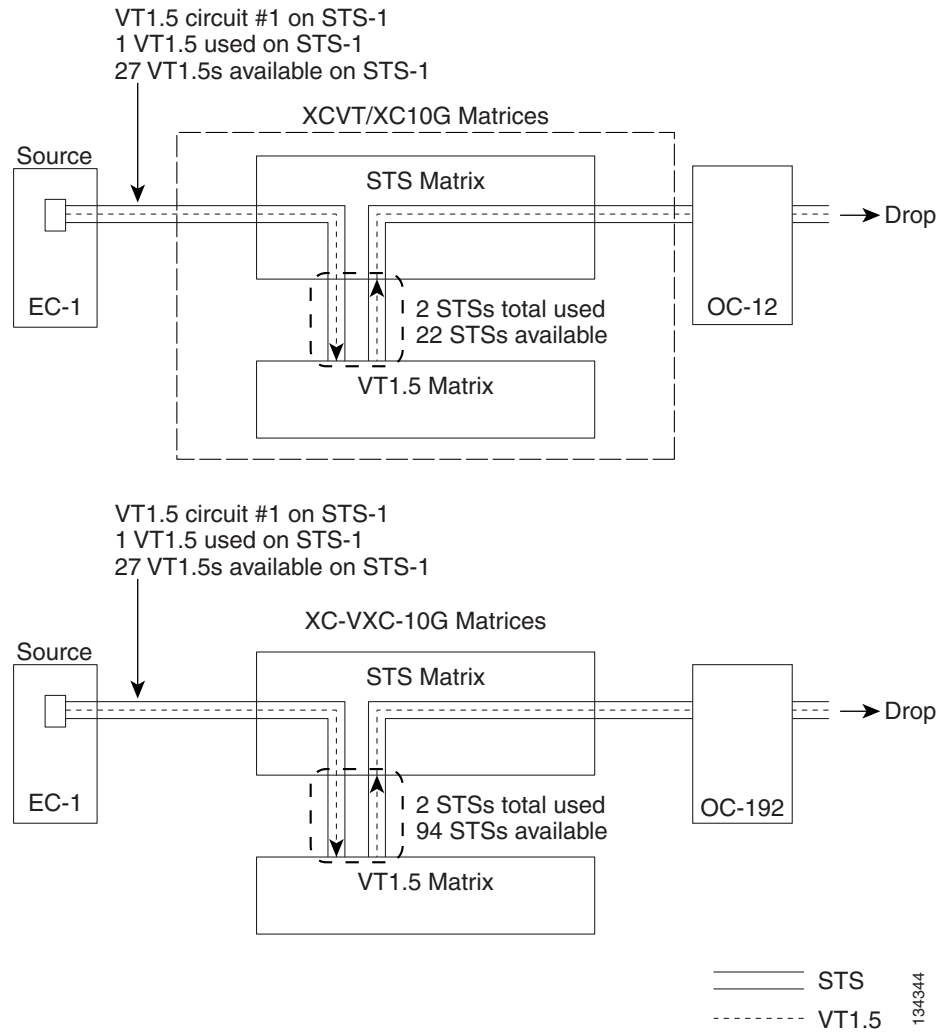 VT1.5 circuit #1 on STS-1
1 VT1.5 used on STS-1
27 VT1.5s available on STS-1
XCVT/XC10G Matrices
Source
STS Matrix
Drop
EC-1
2 STSs total used
22 STSs available
OC-12
VT1.5 Matrix
VT1.5 circuit #1 on STS-1
1 VT1.5 used on STS-1
27 VT1.5s available on STS-1
XC-VXC-10G Matrices
Source
STS Matrix
Drop
EC-1
2 STSs total used
94 STSs available
OC-192
VT1.5 Matrix
STS
VT1.5
134344